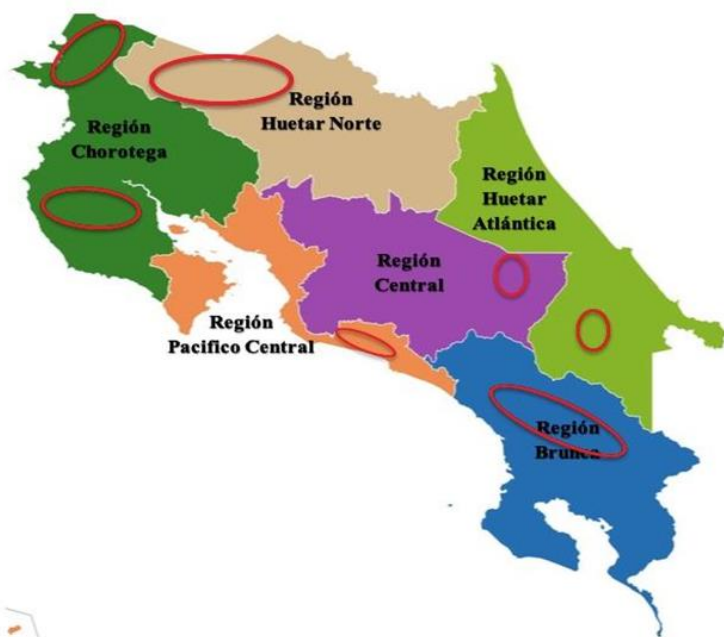 Región
Chorotega
Región
Huetar Norte
Región
Huetar
Atlántica
Región
Central
Región
Pacifico Central
Región
Brunca